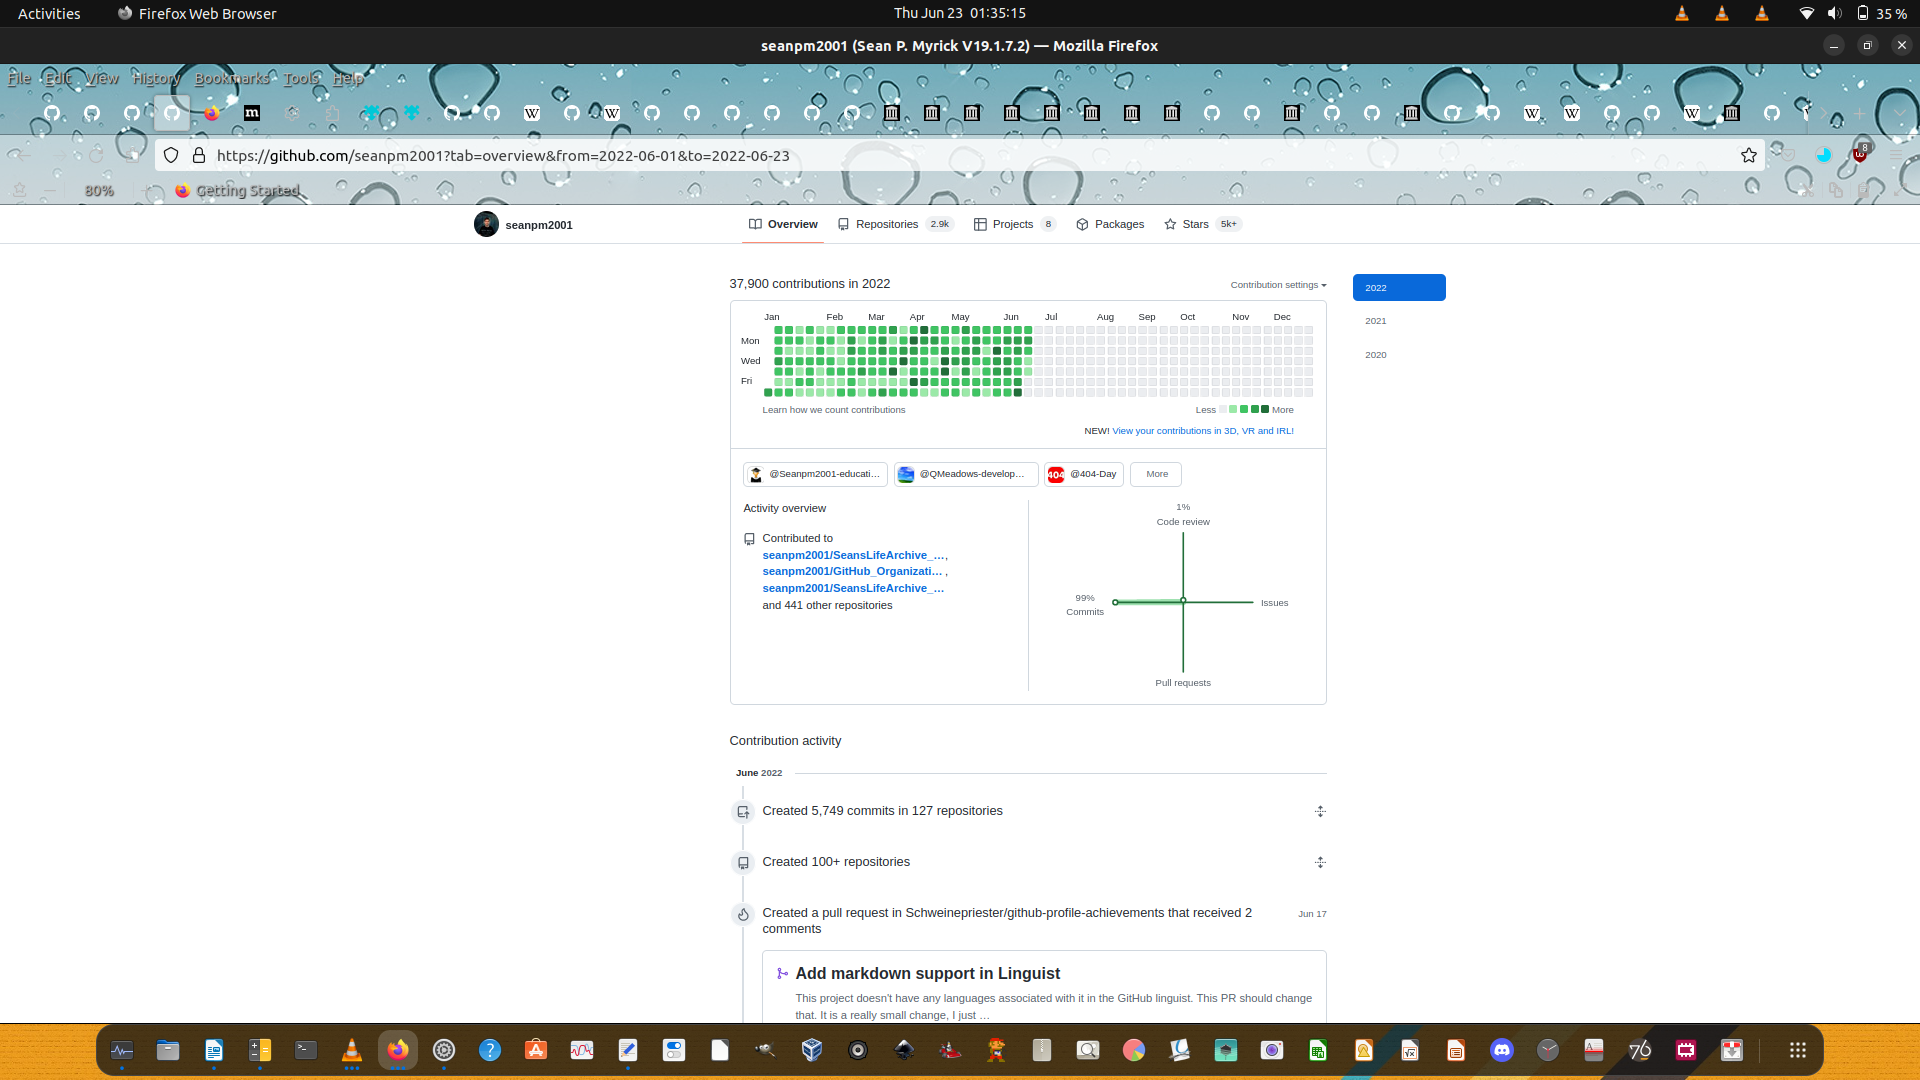 Activities
Firefox Web Browser
Thu Jun 23 01:35:15
35 %
seanpm2001 (Sean P. Myrick V19.1.7.2) — Mozilla Firefox
File Edit View History Bookmarks Tools Help
https://github.com/seanpm2001?tab=overview&from=2022-06-01&to=2022-06-23
8
80%
Getting Started
seanpm2001
Overview
Repositories 2.9k
Projects 8
Packages
Stars 5k+
37,900 contributions in 2022
Contribution settings
2022
2021
2020
Jan Feb Mar Apr May Jun Jul Aug Sep Oct Nov Dec
Mon
Wed
Fri
Learn how we count contributions
Less More
NEW! View your contributions in 3D, VR and IRL!
@Seanpm2001-educati...
@QMeadows-develop...
404 @404-Day
More
Activity overview
Contributed to
seanpm2001/SeansLifeArchive_...,
seanpm2001/GitHub_Organizati... ,
seanpm2001/SeansLifeArchive_...
and 441 other repositories
1%
Code review
99%
Commits
Issues
Pull requests
Contribution activity
June 2022
Created 5,749 commits in 127 repositories
Created 100+ repositories
Created a pull request in Schweinepriester/github-profile-achievements that received 2
comments
Jun 17
Add markdown support in Linguist
This project doesn't have any languages associated with it in the GitHub linguist. This PR should change
that. It is a really small change, I just …
76